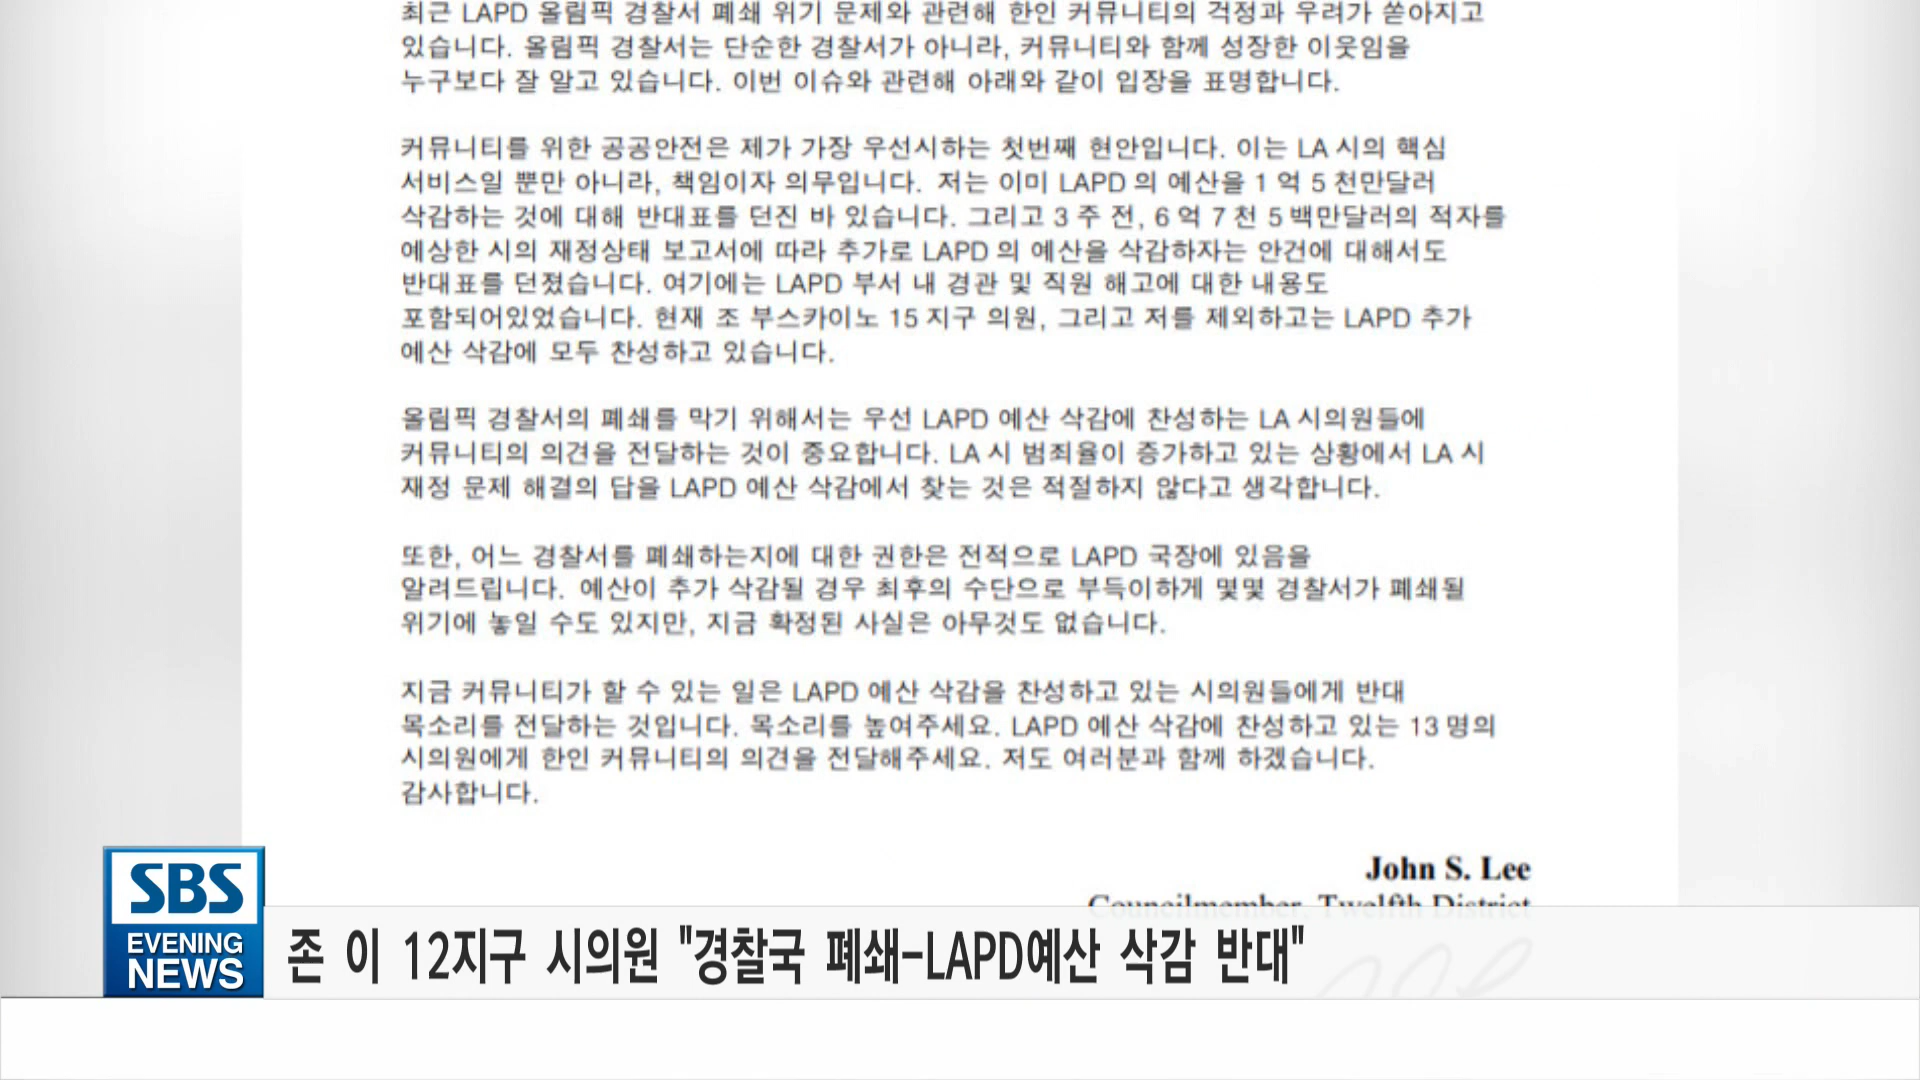 최근 LAPD 올림픽 경찰서 폐쇄 위기 문제와 관련해 한인 커뮤니티의 걱정과 우려가 쏟아지고
있습니다. 올림픽 경찰서는 단순한 경찰서가 아니라, 커뮤니티와 함께 성장한 이웃임을
누구보다 잘 알고 있습니다. 이번 이슈와 관련해 아래와 같이 입장을 표명합니다.
커뮤니티를 위한 공공안전은 제가 가장 우선시하는 첫번째 현안입니다. 이는 LA 시의 핵심
서비스일 뿐만 아니라, 책임이자 의무입니다. 저는 이미 LAPD 의 예산을 1 억 5 천만달러
삭감하는 것에 대해 반대표를 던진 바 있습니다. 그리고 3 주 전, 6 억 7 천 5 백만달러의 적자를
예상한 시의 재정상태 보고서에 따라 추가로 LAPD 의 예산을 삭감하자는 안건에 대해서도
반대표를 던졌습니다. 여기에는 LAPD 부서 내 경관 및 직원 해고에 대한 내용도
포함되어있었습니다. 현재 조 부스카이노 15 지구 의원, 그리고 저를 제외하고는 LAPD 추가
예산 삭감에 모두 찬성하고 있습니다.
올림픽 경찰서의 폐쇄를 막기 위해서는 우선 LAPD 예산 삭감에 찬성하는 LA 시의원들에
커뮤니티의 의견을 전달하는 것이 중요합니다. LA 시 범죄율이 증가하고 있는 상황에서 LA 시
재정 문제 해결의 답을 LAPD 예산 삭감에서 찾는 것은 적절하지 않다고 생각합니다.
또한, 어느 경찰서를 폐쇄하는지에 대한 권한은 전적으로 LAPD 국장에 있음을
알려드립니다. 예산이 추가 삭감될 경우 최후의 수단으로 부득이하게 몇몇 경찰서가 폐쇄될
위기에 놓일 수도 있지만, 지금 확정된 사실은 아무것도 없습니다.
지금 커뮤니티가 할 수 있는 일은 LAPD 예산 삭감을 찬성하고 있는 시의원들에게 반대
목소리를 전달하는 것입니다. 목소리를 높여주세요. LAPD 예산 삭감에 찬성하고 있는 13 명의
시의원에게 한인 커뮤니티의 의견을 전달해주세요. 저도 여러분과 함께 하겠습니다.
감사합니다.
John S. Lee
Councilmember, Twelfth District
SBS
EVENING
NEWS
존 이 12지구 시의원 "경찰국 폐쇄-LAPD예산 삭감 반대"